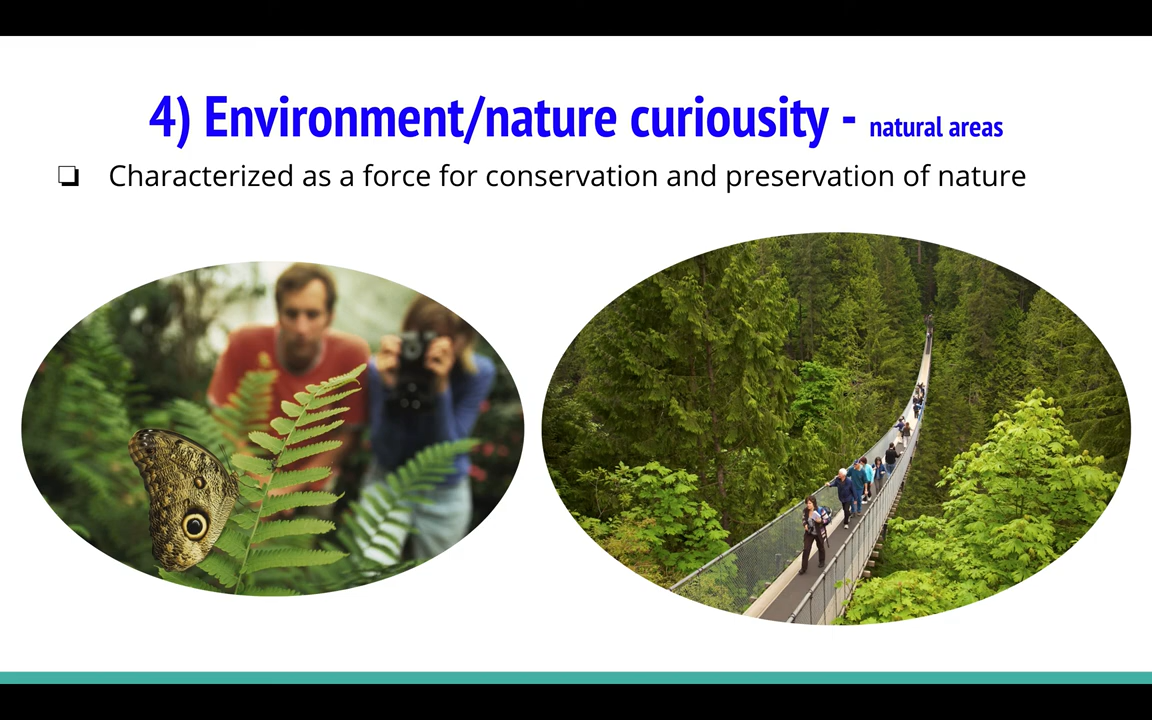 4) Environment/nature curiousity - natural areas
❏ Characterized as a force for conservation and preservation of nature